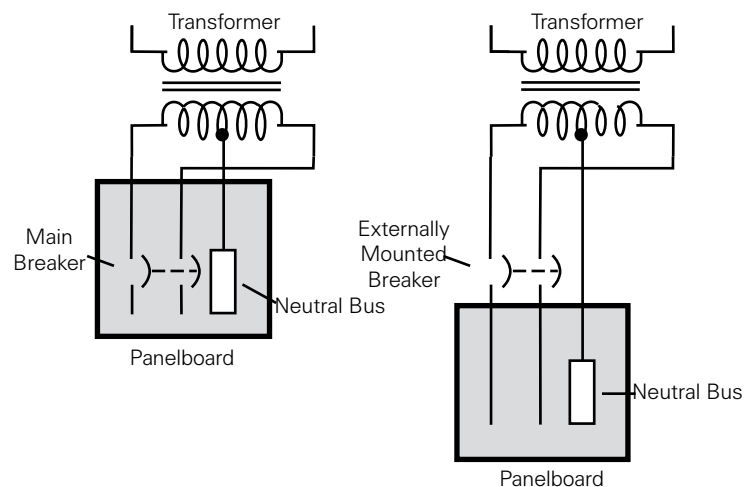 Transformer
Main
Breaker
Neutral Bus
Panelboard
Transformer
Externally
Mounted
Breaker
Neutral Bus
Panelboard